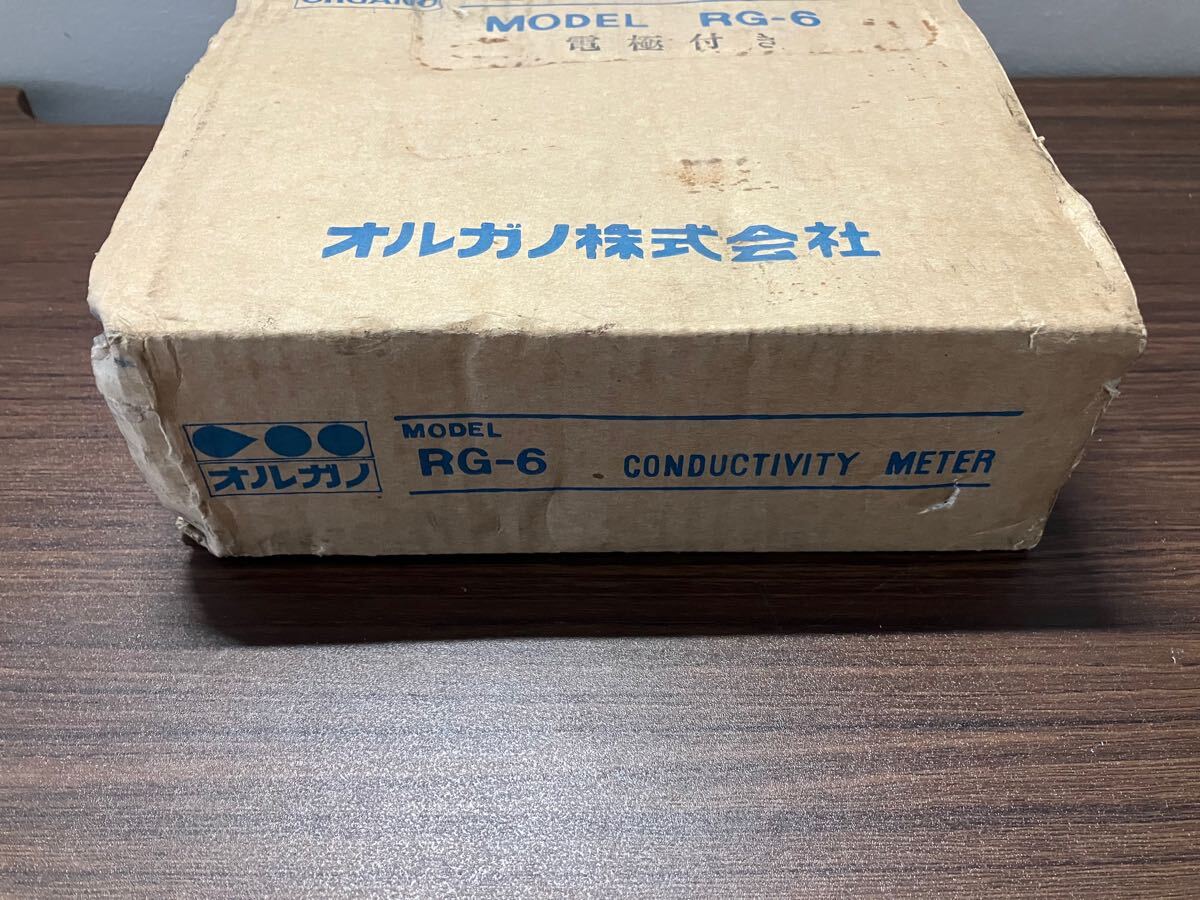 ORGANO
MODEL RG-6
電極付き
オルガノ株式会社
オルガノ
MODEL
RG-6 CONDUCTIVITY METER